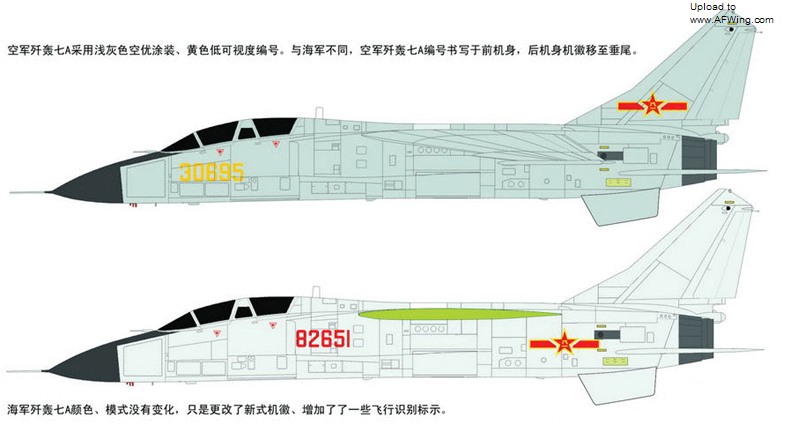 Upload to
www.AFWing.com
空军歼轰七A采用浅灰色空优涂装、黄色低可视度编号。与海军不同，空军歼轰七A编号书写于前机身，后机身机徽移至垂尾。
30695
82651
海军歼轰七A颜色、模式没有变化，只是更改了新式机徽、增加了了一些飞行识别标示。